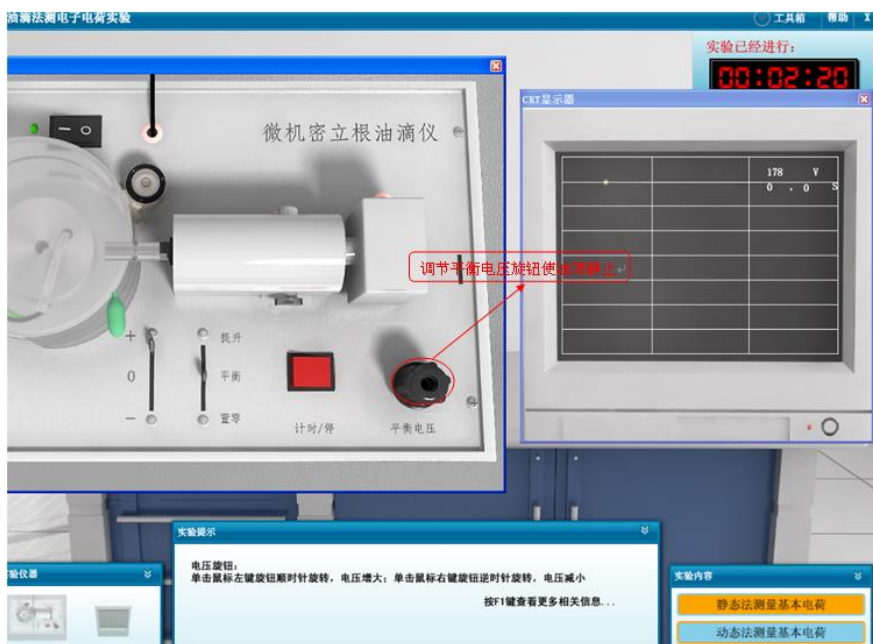 油滴法测电子电荷实验
工具箱 帮助 X
实验已经进行：
00:02:20
CRT显示器
微机密立根油滴仪
178 V
0 . 0 S
调节平衡电压旋钮使油滴静止
+ 提升
0 平衡
-
计时/停
平衡电压
实验提示
电压旋钮：
单击鼠标左键旋钮顺时针旋转，电压增大；单击鼠标右键旋钮逆时针旋转，电压减小
按F1键查看更多相关信息...
实验仪器
实验内容
静态法测量基本电荷
动态法测量基本电荷